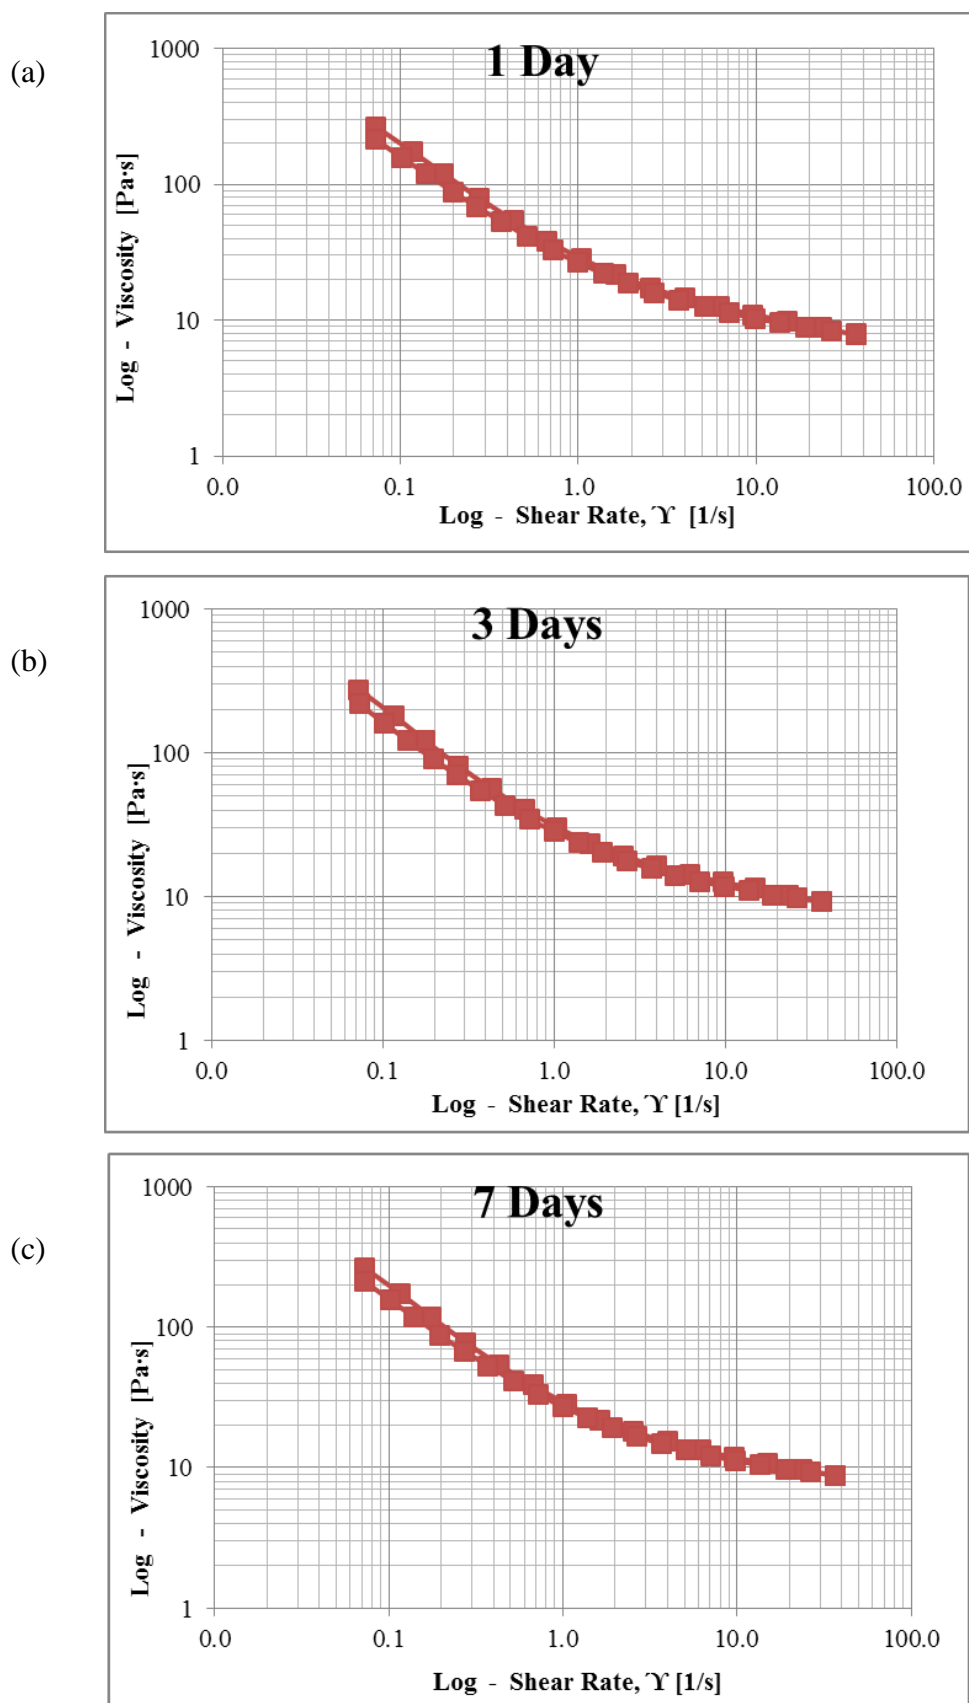 (a)
1 Day
1000
100
10
1
Log - Viscosity [Pa·s]
0.0 0.1 1.0 10.0 100.0
Log - Shear Rate, ϓ [1/s]
(b)
3 Days
1000
100
10
1
Log - Viscosity [Pa·s]
0.0 0.1 1.0 10.0 100.0
Log - Shear Rate, ϓ [1/s]
(c)
7 Days
1000
100
10
1
Log - Viscosity [Pa·s]
0.0 0.1 1.0 10.0 100.0
Log - Shear Rate, ϓ [1/s]